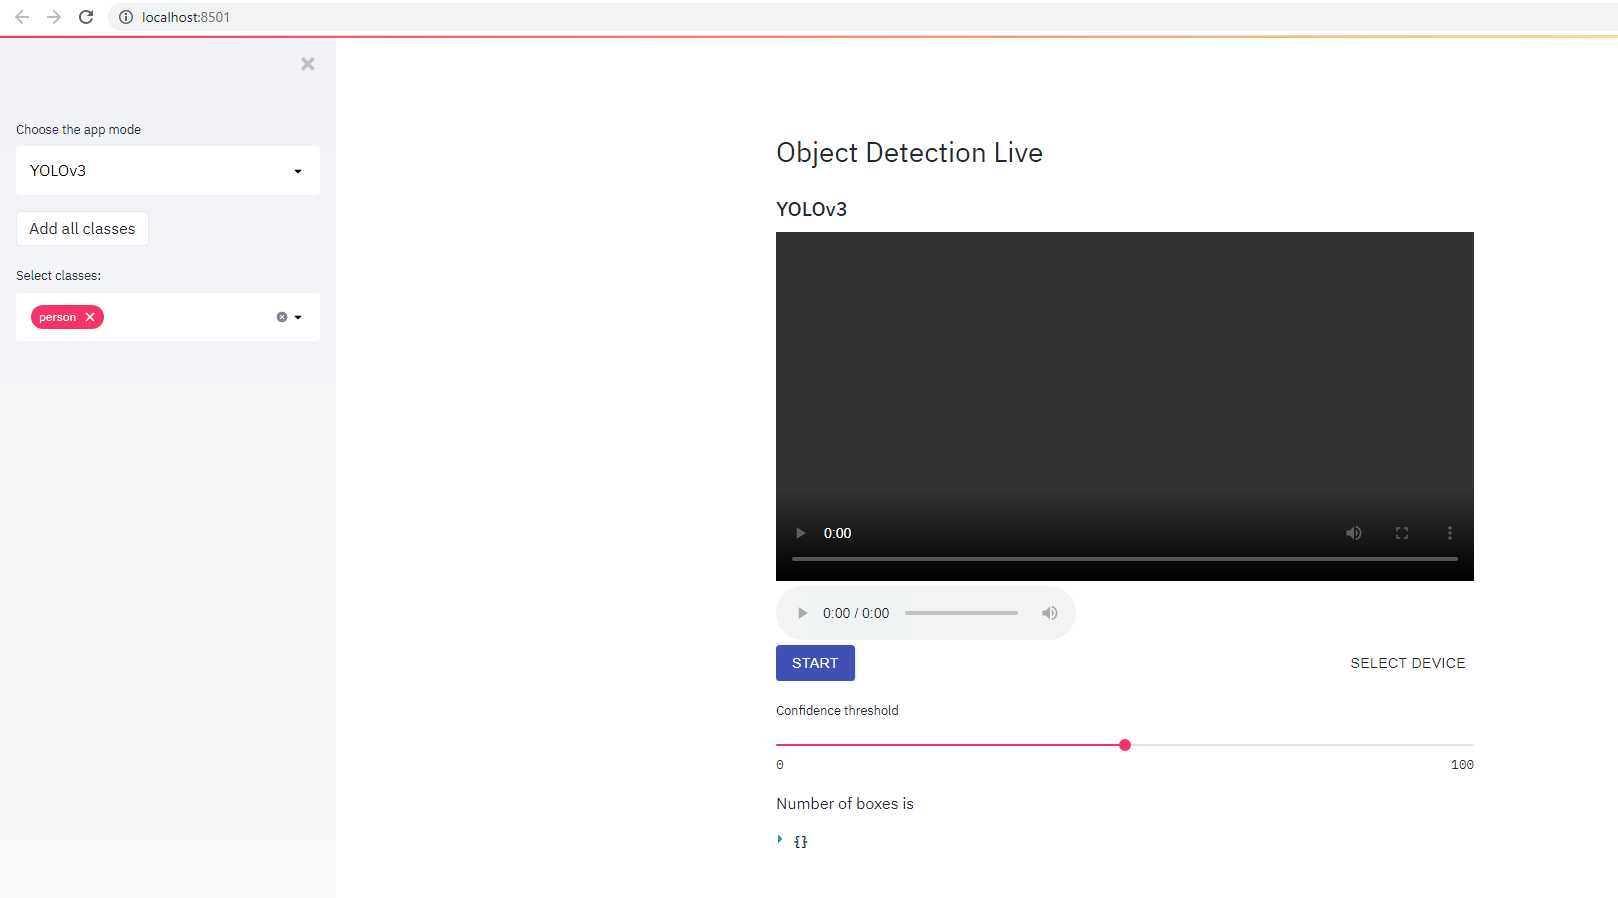 localhost:8501
Choose the app mode
YOLOv3
Add all classes
Select classes:
person
Object Detection Live
YOLOv3
0:00
0:00 / 0:00
START
SELECT DEVICE
Confidence threshold
0
100
Number of boxes is
{}